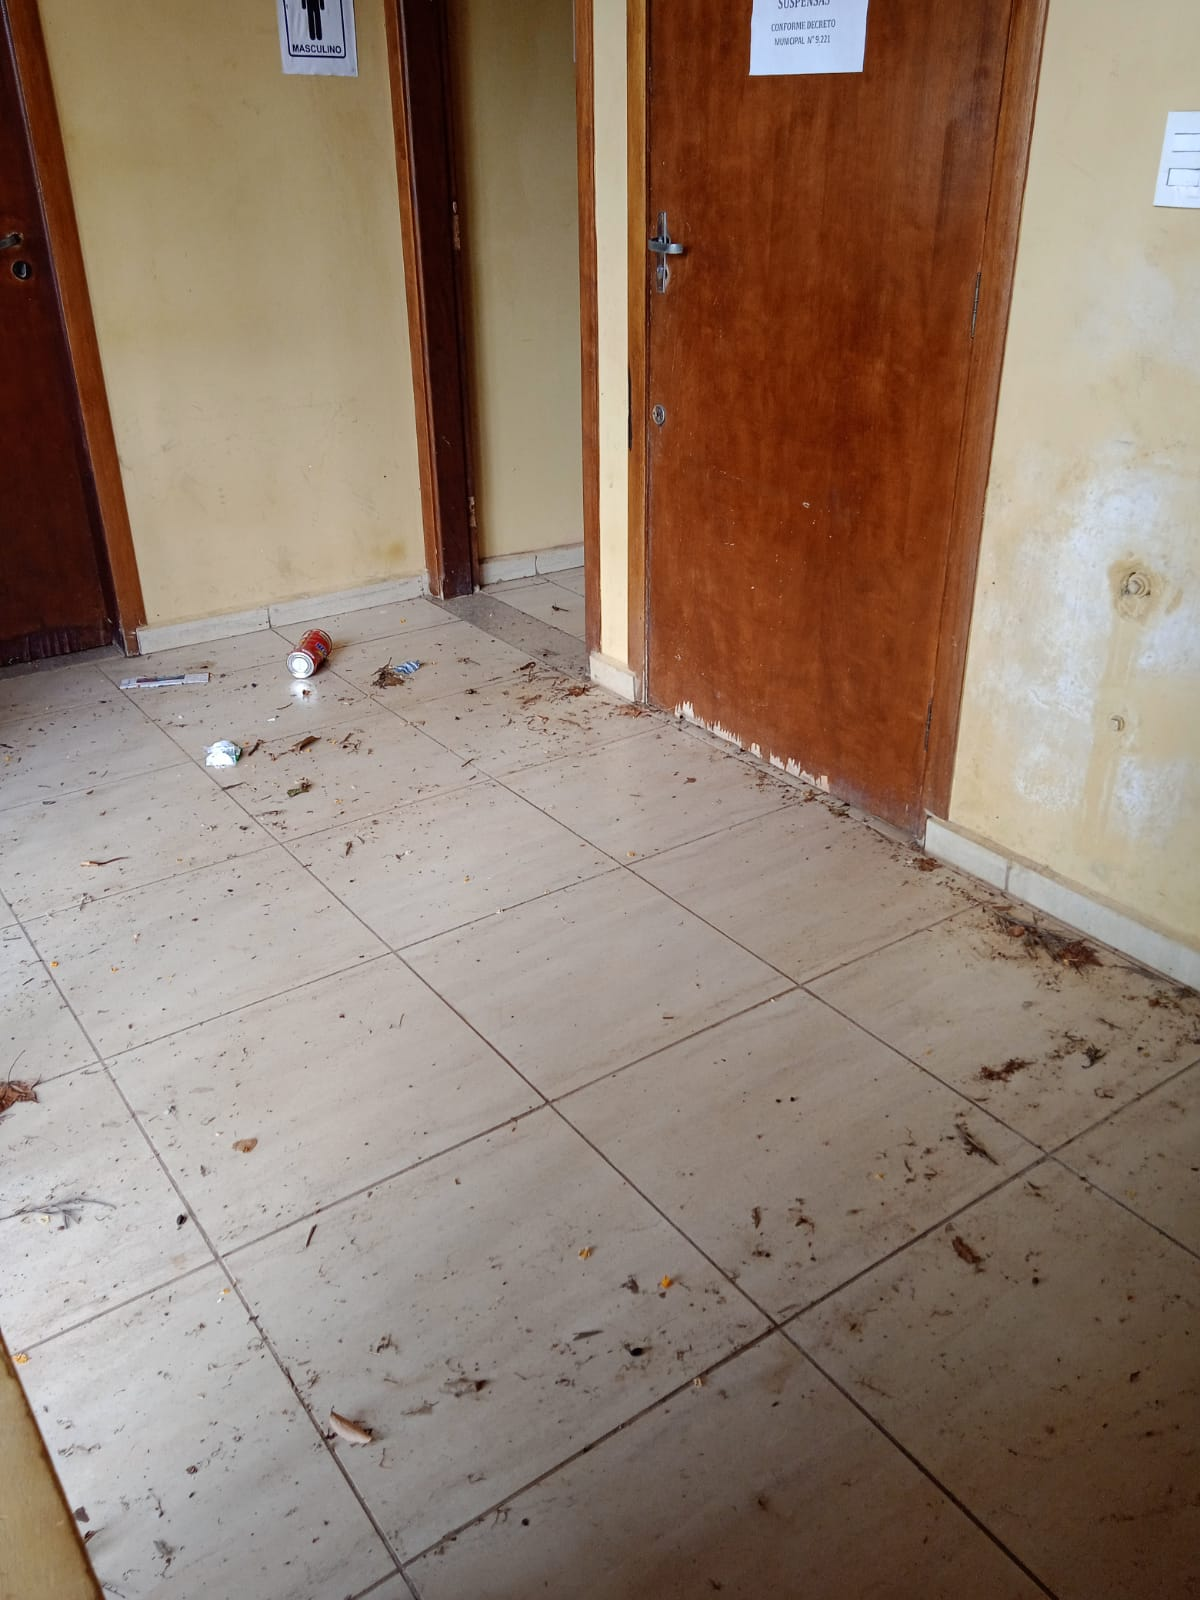 MASCULINO
SUSPENSAS
CONFORME DECRETO
MUNICIPAL Nº 9.221